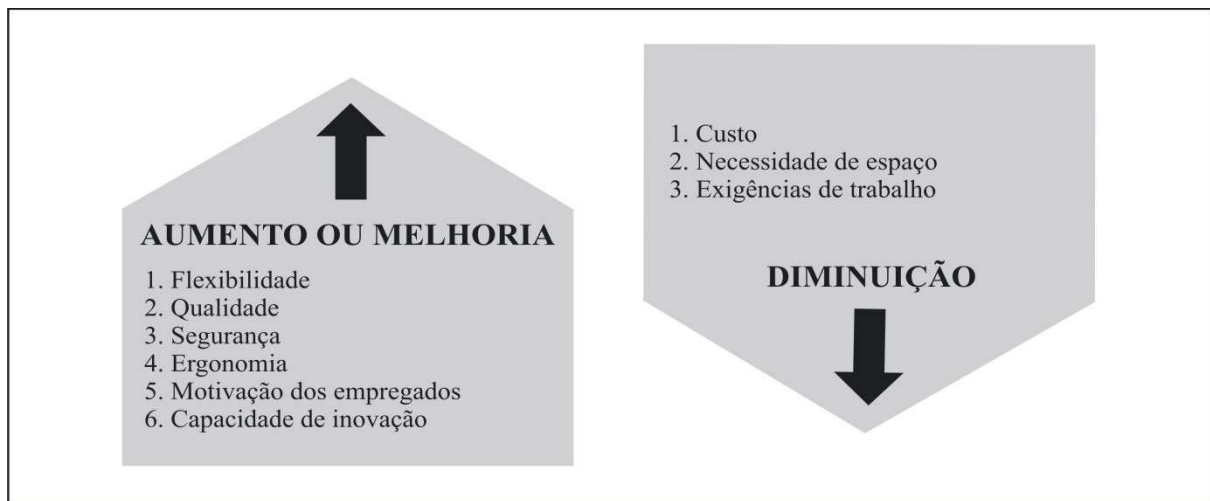 AUMENTO OU MELHORIA
1. Flexibilidade
2. Qualidade
3. Segurança
4. Ergonomia
5. Motivação dos empregados
6. Capacidade de inovação
1. Custo
2. Necessidade de espaço
3. Exigências de trabalho
DIMINUIÇÃO